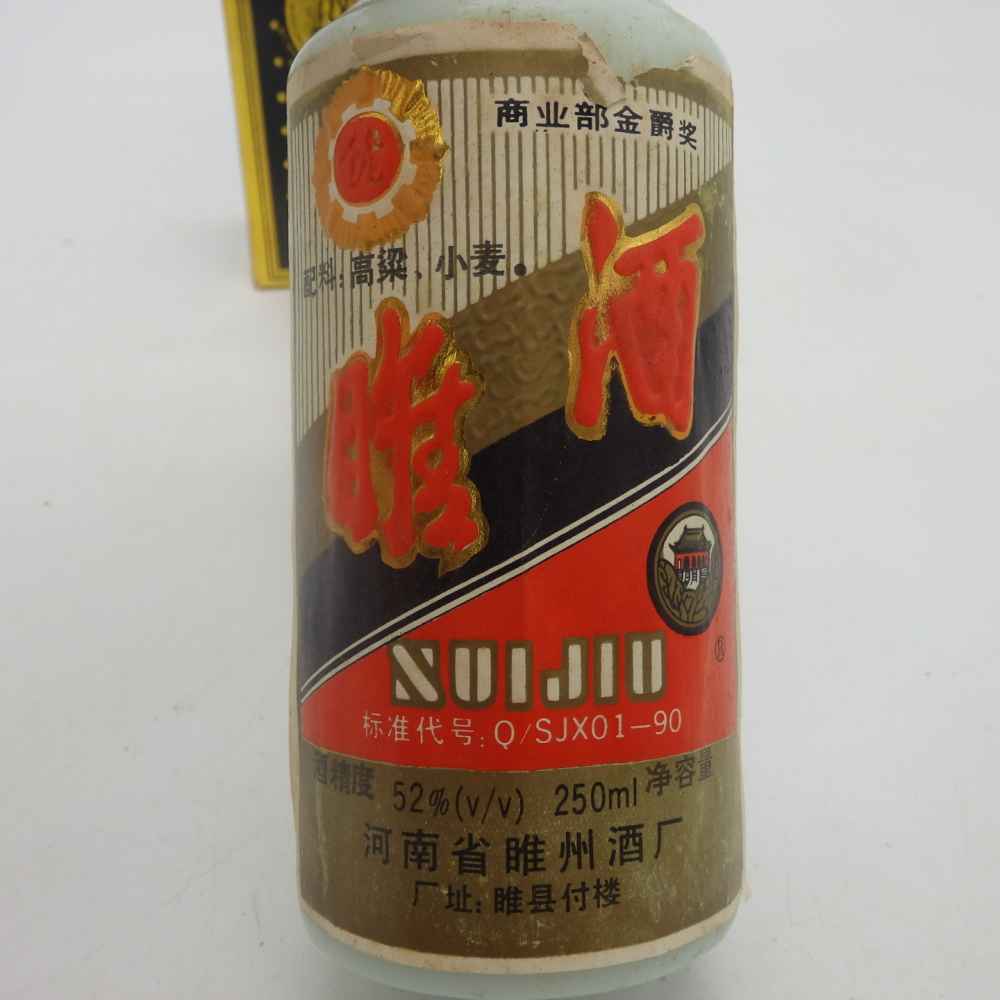 商业部金爵奖
优
配料:高粱、小麦。
睢酒
SUIJIU
®
标准代号:Q/SJX01-90
酒精度 52%(v/v) 250ml 净容量
河南省睢州酒厂
厂址:睢县付楼